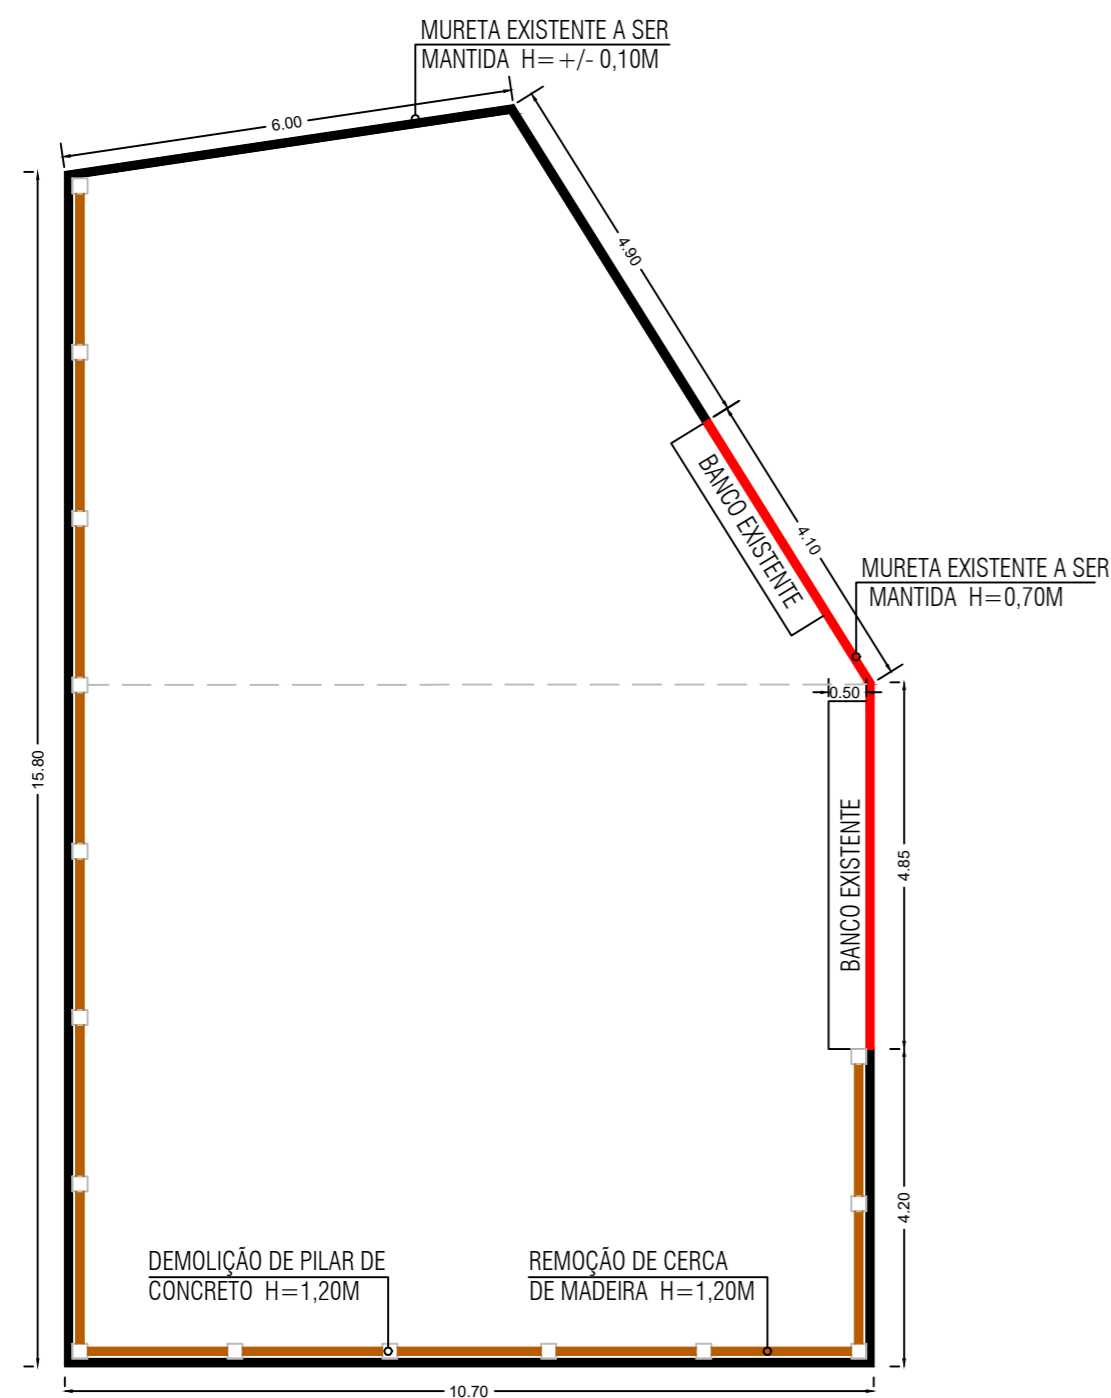 MURETA EXISTENTE A SER
MANTIDA H= +/- 0,10M
6.00
4.90
15.80
BANCO EXISTENTE
4.10
MURETA EXISTENTE A SER
MANTIDA H=0,70M
0.50
BANCO EXISTENTE
4.85
4.20
DEMOLIÇÃO DE PILAR DE
CONCRETO H=1,20M
REMOÇÃO DE CERCA
DE MADEIRA H=1,20M
10.70